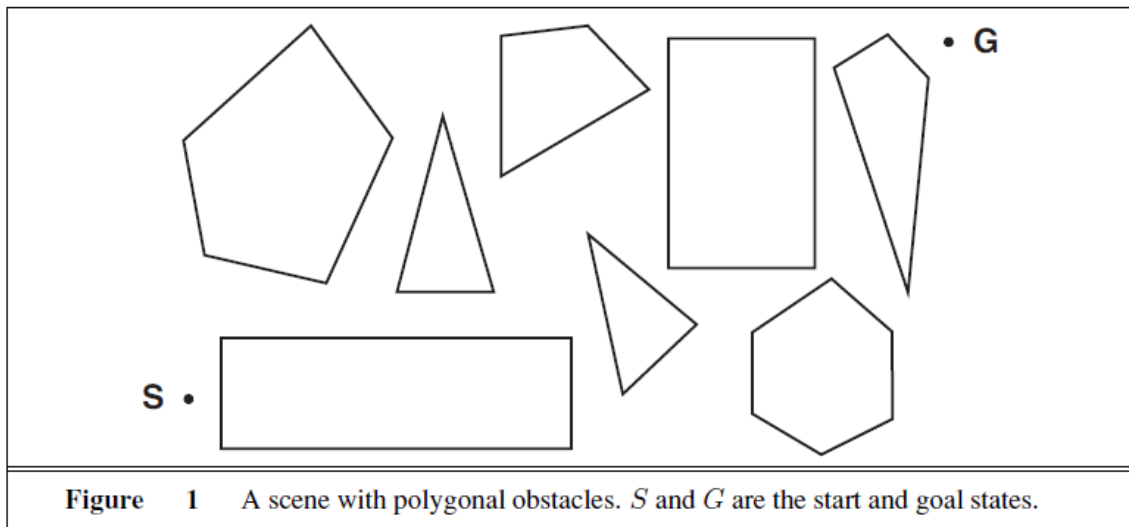 G
S
Figure 1 A scene with polygonal obstacles. S and G are the start and goal states.